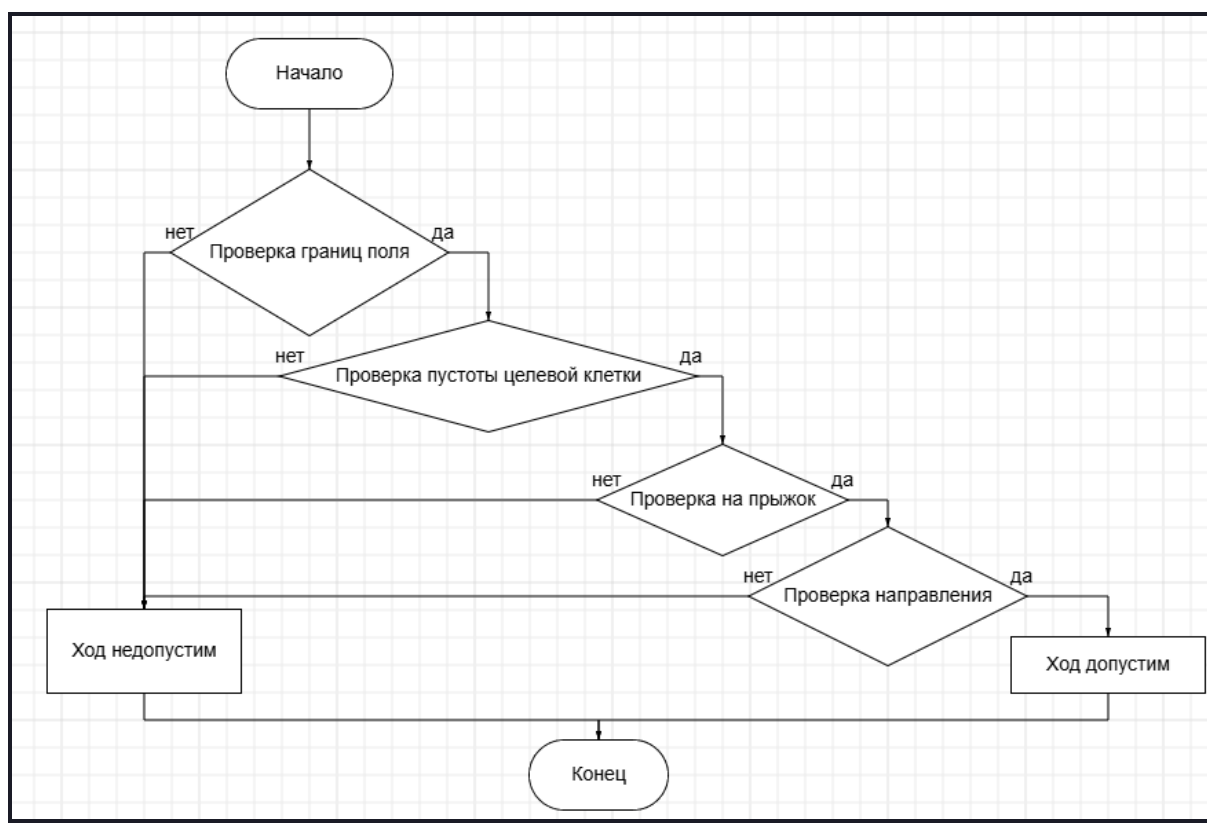 Начало
нет
да
Проверка границ поля
нет
да
Проверка пустоты целевой клетки
нет
да
Проверка на прыжок
нет
да
Проверка направления
Ход недопустим
Ход допустим
Конец